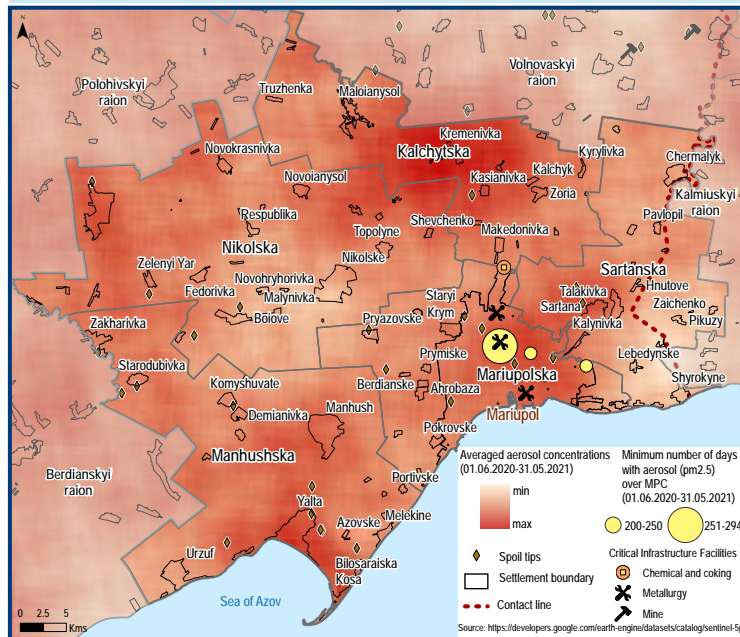 N
Polohivskyi
raion
Volnovaskyi
raion
Truzhenka
Maloianysol
Kremenivka
Kalchytska
Kyrylivka
Novokrasnivka
Kasianivka
Kalchyk
Chermalyk
Novoianysol
Zoria
Kalmiuskyi
raion
Respublika
Shevchenko
Pavlopil
Topolyne
Makedonivka
Nikolska
Nikolske
Sartanska
Zelenyi Yar
Novohryhorivka
Hnutove
Fedorivka
Malynivka
Staryi
Krym
Talakivka
Sartana
Zaichenko
Zakharivka
Boiove
Pryazovske
Kalynivka
Pikuzy
Starodubivka
Prymiske
Lebedynske
Mariupolska
Komyshuvate
Berdianske
Shyrokyne
Ahrobaza
Demianivka
Manhush
Mariupol
Pokrovske
Manhushska
Berdianskyi
raion
Portivske
Yalta
Melekine
Azovske
Urzuf
Bilosaraiska
Kosa
Sea of Azov
0 2.5 5
Kms
Averaged aerosol concentrations
(01.06.2020-31.05.2021)
min
max
Spoil tips
Settlement boundary
Contact line
Minimum number of days
with aerosol (pm2.5)
over MPC
(01.06.2020-31.05.2021)
200-250
251-294
Critical Infrastructure Facilities
Chemical and coking
Metallurgy
Mine
Source: https://developers.google.com/earth-engine/datasets/catalog/sentinel-5p